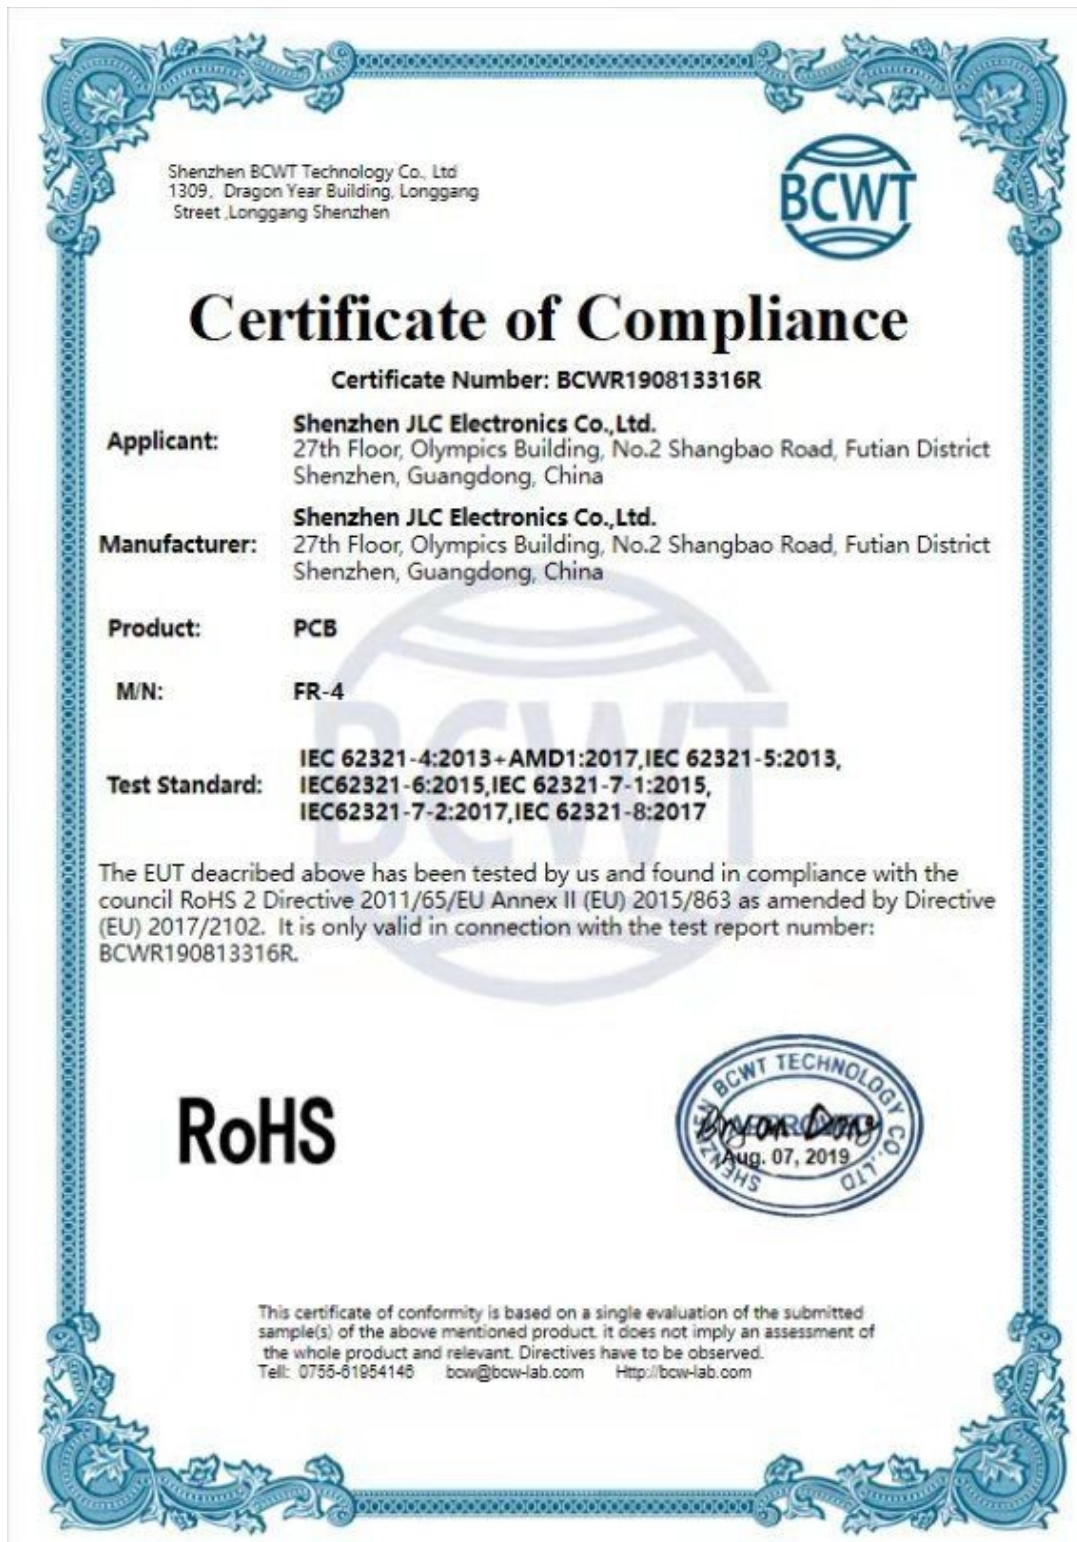 Shenzhen BCWT Technology Co., Ltd
1309, Dragon Year Building, Longgang
Street ,Longgang Shenzhen
BCWT
Certificate of Compliance
Certificate Number: BCWR190813316R
Applicant:
Shenzhen JLC Electronics Co.,Ltd.
27th Floor, Olympics Building, No.2 Shangbao Road, Futian District
Shenzhen, Guangdong, China
Manufacturer:
Shenzhen JLC Electronics Co.,Ltd.
27th Floor, Olympics Building, No.2 Shangbao Road, Futian District
Shenzhen, Guangdong, China
Product: PCB
M/N: FR-4
BCWT
Test Standard:
IEC 62321-4:2013+AMD1:2017,IEC 62321-5:2013,
IEC62321-6:2015,IEC 62321-7-1:2015,
IEC62321-7-2:2017,IEC 62321-8:2017
The EUT deacribed above has been tested by us and found in compliance with the
council RoHS 2 Directive 2011/65/EU Annex II (EU) 2015/863 as amended by Directive
(EU) 2017/2102. It is only valid in connection with the test report number:
BCWR190813316R.
RoHS
SHENZHEN BCWT TECHNOLOGY CO., LTD
APPROVED
Bryan Dong
Aug. 07, 2019
This certificate of conformity is based on a single evaluation of the submitted
sample(s) of the above mentioned product. it does not imply an assessment of
the whole product and relevant. Directives have to be observed.
Tell: 0755-61954146 bcw@bcw-lab.com Http://bcw-lab.com